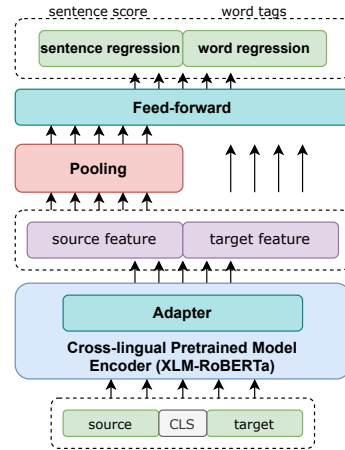 sentence score word tags
sentence regression word regression
Feed-forward
Pooling
source feature target feature
Adapter
Cross-lingual Pretrained Model
Encoder (XLM-RoBERTa)
source CLS target